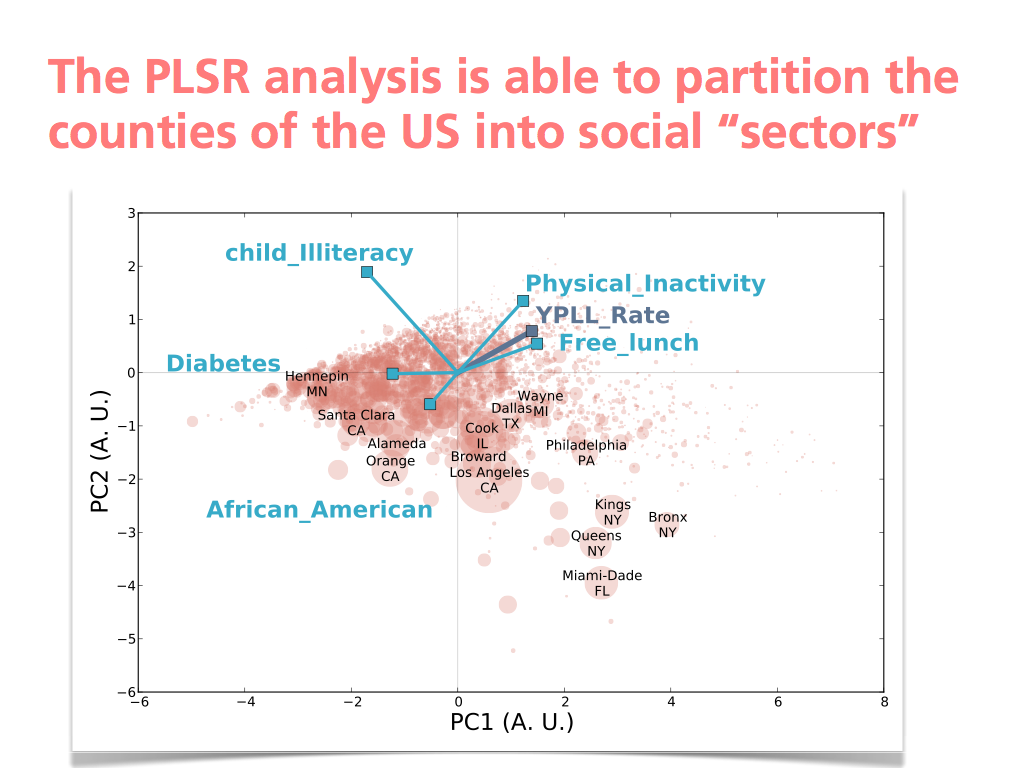 The PLSR analysis is able to partition the
counties of the US into social “sectors”
3
2
1
0
−1
−2
−3
−4
−5
−6
PC2 (A. U.)
child_Illiteracy
Physical_Inactivity
YPLL_Rate
Free_lunch
Diabetes
Hennepin
MN
Wayne
MI
Dallas
TX
Santa Clara
CA
Cook
IL
Alameda
Philadelphia
PA
Broward
Orange
CA
Los Angeles
CA
African_American
Kings
NY
Bronx
NY
Queens
NY
Miami-Dade
FL
−6
−4
−2
0
2
4
6
8
PC1 (A. U.)